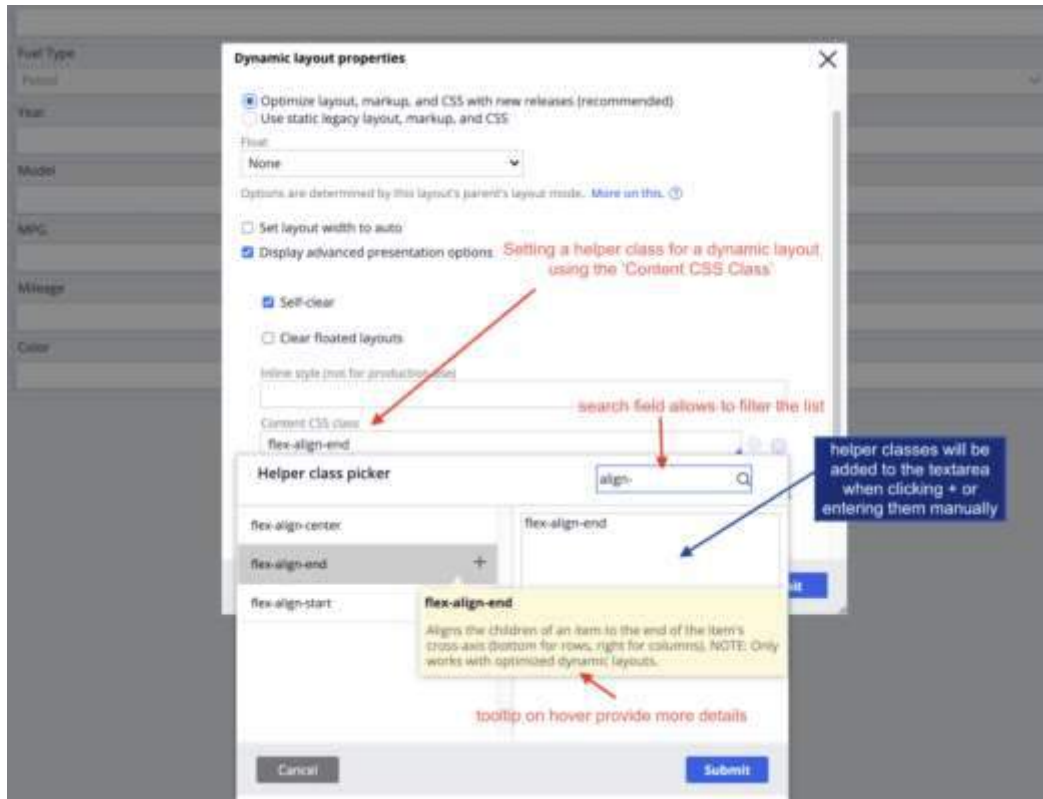 Fuel Type
Petrol
Year
Model
MPG
Mileage
Color
Dynamic layout properties
Optimize layout, markup, and CSS with new releases (recommended)
Use static legacy layout, markup, and CSS
Float
None
Options are determined by this layout's parent's layout mode. More on this.
Set layout width to auto
Display advanced presentation options
Setting a helper class for a dynamic layout
using the 'Content CSS Class'
Self-clear
Clear floated layouts
Inline style (not for production use)
search field allows to filter the list
Content CSS class
flex-align-end
Helper class picker
align-
helper classes will be
added to the textarea
when clicking + or
entering them manually
flex-align-center
flex-align-end
flex-align-end +
flex-align-start
flex-align-end
Aligns the children of an item to the end of the item's
cross-axis (bottom for rows, right for columns). NOTE: Only
works with optimized dynamic layouts.
tooltip on hover provide more details
Cancel
Submit